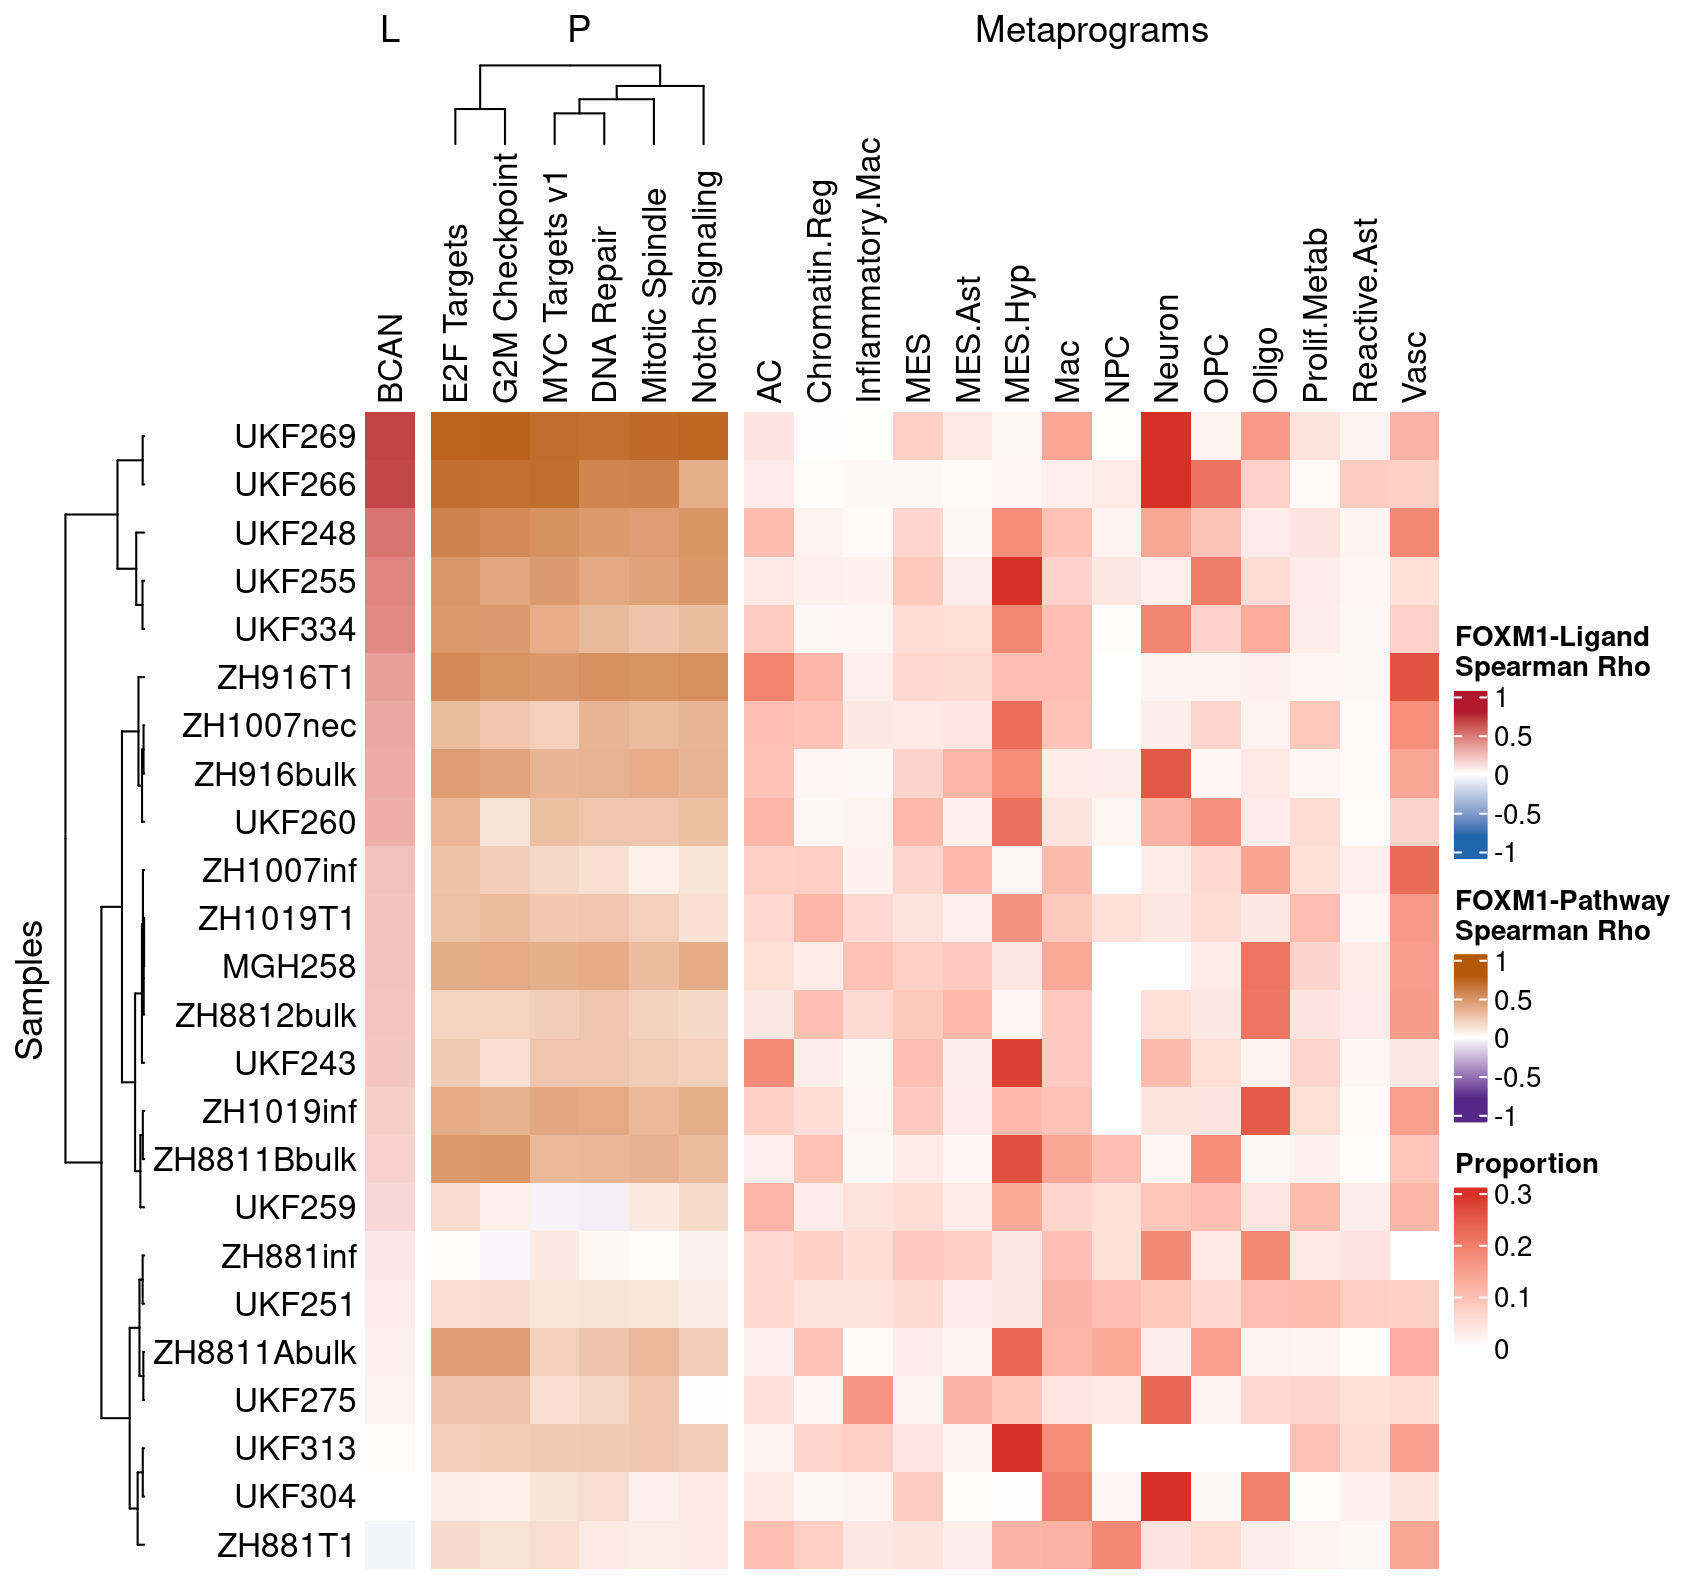 L
P
Metaprograms
BCAN
E2F Targets
G2M Checkpoint
MYC Targets v1
DNA Repair
Mitotic Spindle
Notch Signaling
AC
Chromatin.Reg
Inflammatory.Mac
MES
MES.Ast
MES.Hyp
Mac
NPC
Neuron
OPC
Oligo
Prolif.Metab
Reactive.Ast
Vasc
Samples
UKF269
UKF266
UKF248
UKF255
UKF334
ZH916T1
ZH1007nec
ZH916bulk
UKF260
ZH1007inf
ZH1019T1
MGH258
ZH8812bulk
UKF243
ZH1019inf
ZH8811Bbulk
UKF259
ZH881inf
UKF251
ZH8811Abulk
UKF275
UKF313
UKF304
ZH881T1
FOXM1-Ligand
Spearman Rho
1
0.5
0
-0.5
-1
FOXM1-Pathway
Spearman Rho
1
0.5
0
-0.5
-1
Proportion
0.3
0.2
0.1
0